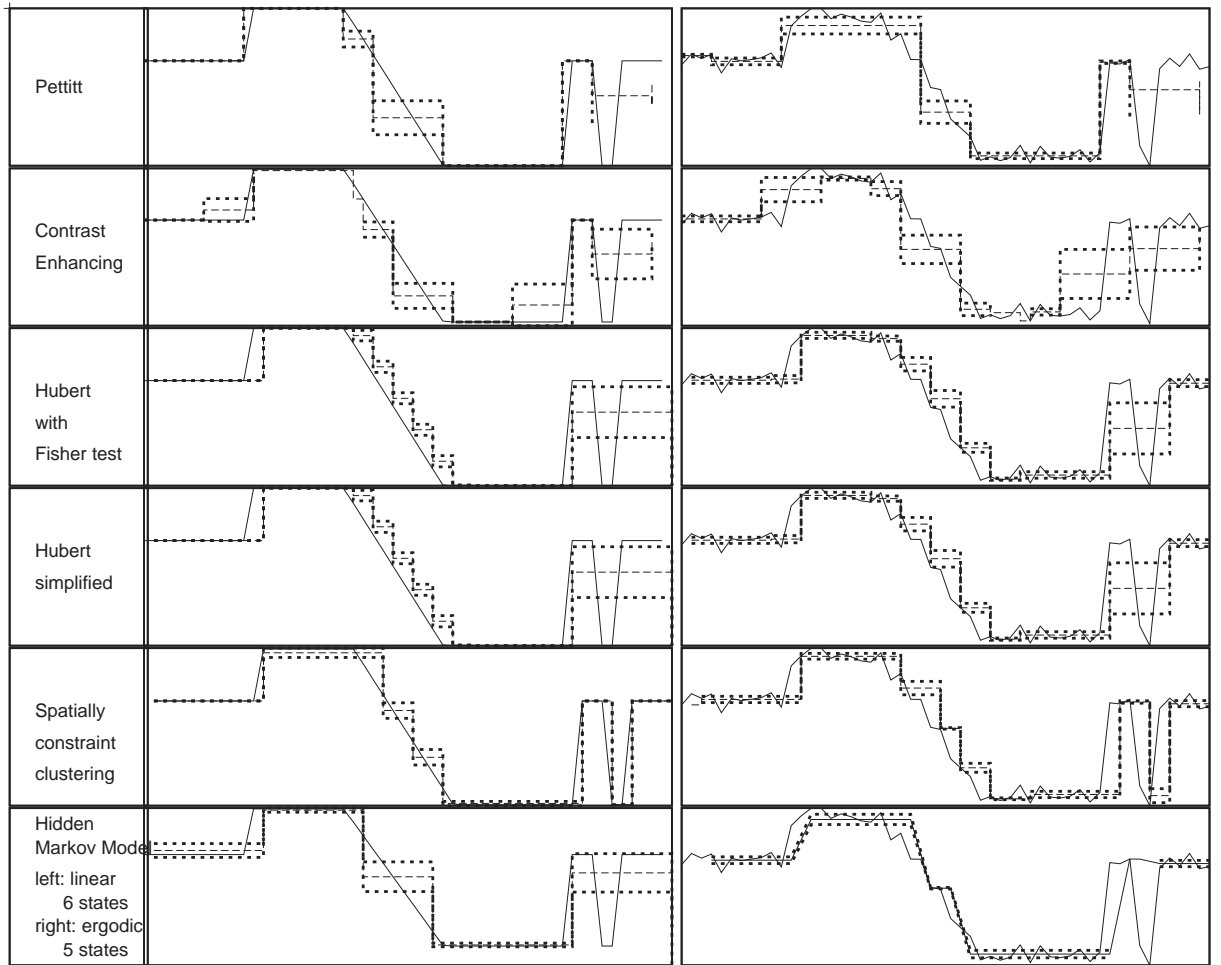 Pettitt
Contrast
Enhancing
Hubert
with
Fisher test
Hubert
simplified
Spatially
constraint
clustering
Hidden
Markov Model
left: linear
6 states
right: ergodic
5 states